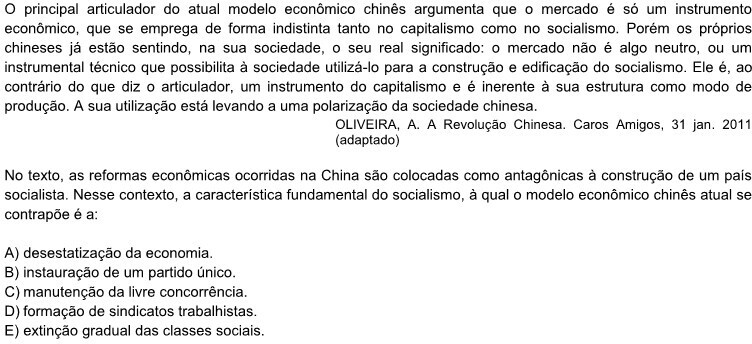 O principal articulador do atual modelo econômico chinês argumenta que o mercado é só um instrumento
econômico, que se emprega de forma indistinta tanto no capitalismo como no socialismo. Porém os próprios
chineses já estão sentindo, na sua sociedade, o seu real significado: o mercado não é algo neutro, ou um
instrumental técnico que possibilita à sociedade utilizá-lo para a construção e edificação do socialismo. Ele é, ao
contrário do que diz o articulador, um instrumento do capitalismo e é inerente à sua estrutura como modo de
produção. A sua utilização está levando a uma polarização da sociedade chinesa.
OLIVEIRA, A. A Revolução Chinesa. Caros Amigos, 31 jan. 2011
(adaptado)
No texto, as reformas econômicas ocorridas na China são colocadas como antagônicas à construção de um país
socialista. Nesse contexto, a característica fundamental do socialismo, à qual o modelo econômico chinês atual se
contrapõe é a:
A) desestatização da economia.
B) instauração de um partido único.
C) manutenção da livre concorrência.
D) formação de sindicatos trabalhistas.
E) extinção gradual das classes sociais.